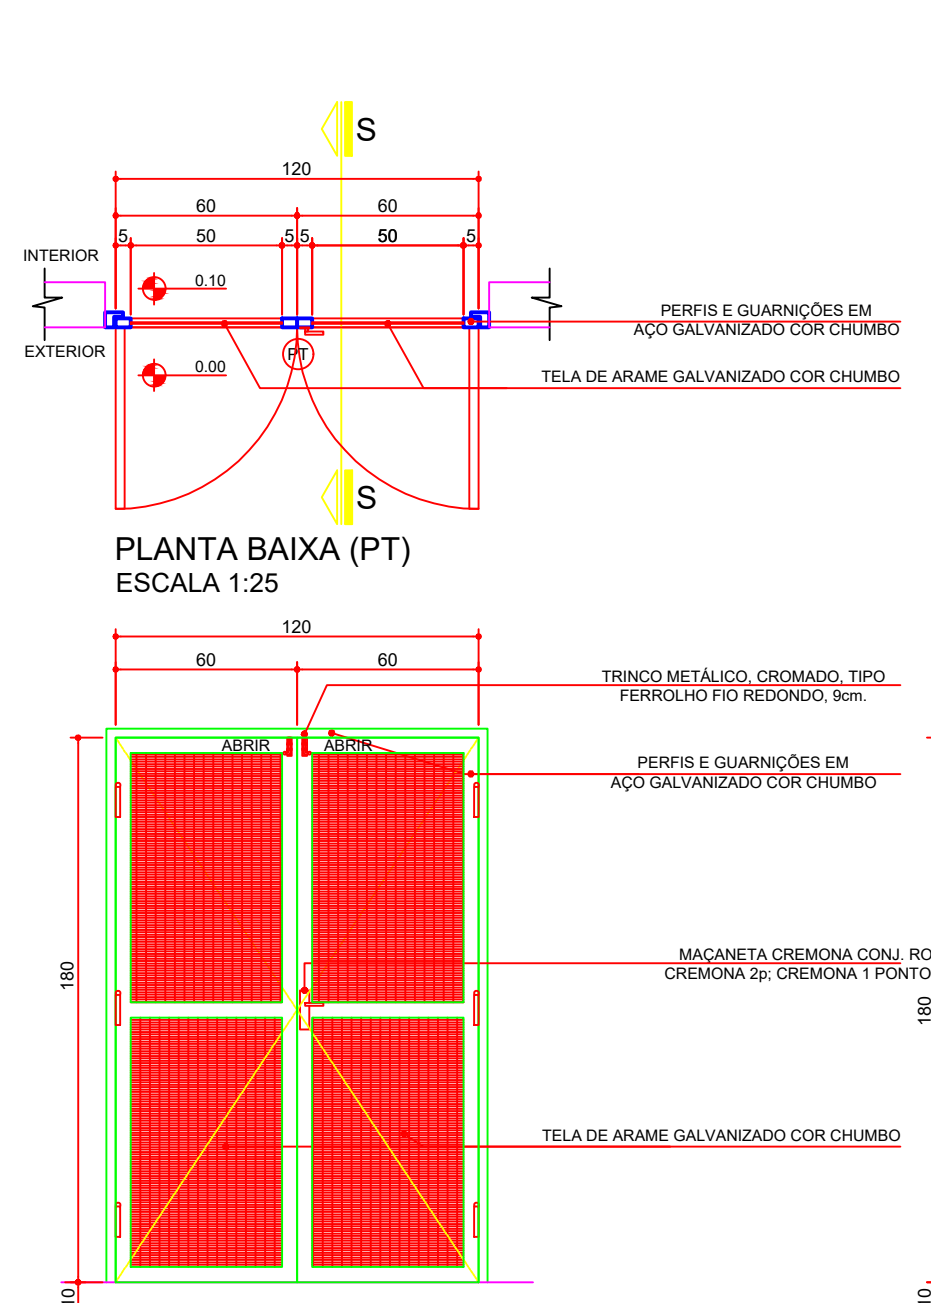 S
120
60 60
5 50 5 5 50 5
INTERIOR
0.10
PERFIS E GUARNIÇÕES EM
AÇO GALVANIZADO COR CHUMBO
EXTERIOR
PT
0.00
TELA DE ARAME GALVANIZADO COR CHUMBO
S
PLANTA BAIXA (PT)
ESCALA 1:25
120
60 60
TRINCO METÁLICO, CROMADO, TIPO
FERROLHO FIO REDONDO, 9cm.
ABRIR ABRIR
PERFIS E GUARNIÇÕES EM
AÇO GALVANIZADO COR CHUMBO
MAÇANETA CREMONA CONJ. RO
CREMONA 2p; CREMONA 1 PONTO
180
180
TELA DE ARAME GALVANIZADO COR CHUMBO
10
10